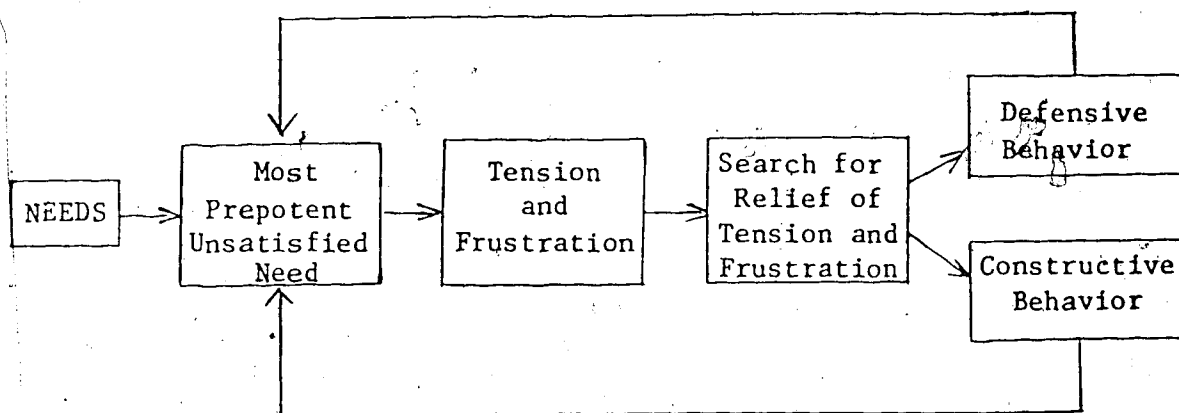 NEEDS
Most
Prepotent
Unsatisfied
Need
Tension
and
Frustration
Search for
Relief of
Tension and
Frustration
Defensive
Behavior
Constructive
Behavior